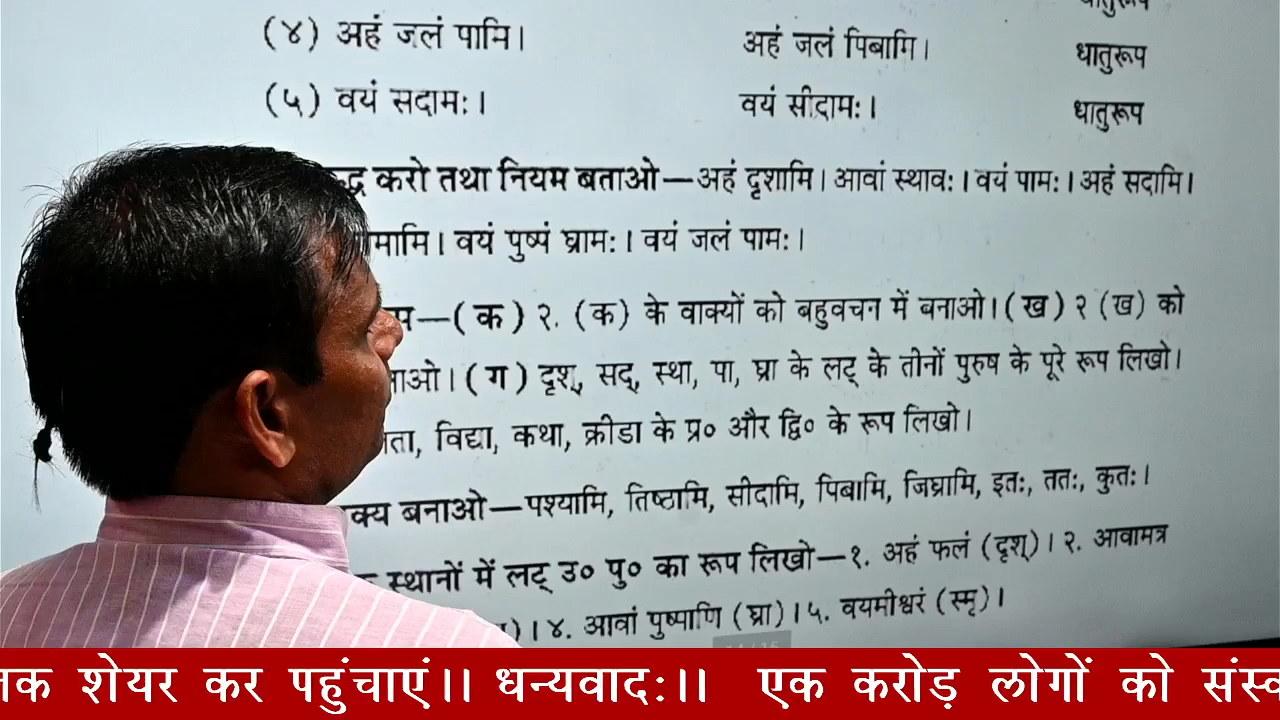 धातुरूप
(४) अहं जलं पामि। अहं जलं पिबामि। धातुरूप
(५) वयं सदामः। वयं सीदामः। धातुरूप
करो तथा नियम बताओ—अहं दृशामि। आवां स्थावः। वयं पामः। अहं सदामि।
वयं पुष्पं घ्रामः। वयं जलं पामः।
(क) २. (क) के वाक्यों को बहुवचन में बनाओ। (ख) २ (ख) को
(ग) दृश्, सद्, स्था, पा, घ्रा के लट् के तीनों पुरुष के पूरे रूप लिखो।
विद्या, कथा, क्रीडा के प्र० और द्वि० के रूप लिखो।
बनाओ—पश्यामि, तिष्ठामि, सीदामि, पिबामि, जिघ्रामि, इतः, ततः, कुतः।
स्थानों में लट् उ० पु० का रूप लिखो—१. अहं फलं (दृश्)। २. आवामत्र
)। ४. आवां पुष्पाणि (घ्रा)। ५. वयमीश्वरं (स्मृ)।
शेयर कर पहुंचाएं।। धन्यवादः।। एक करोड़ लोगों को